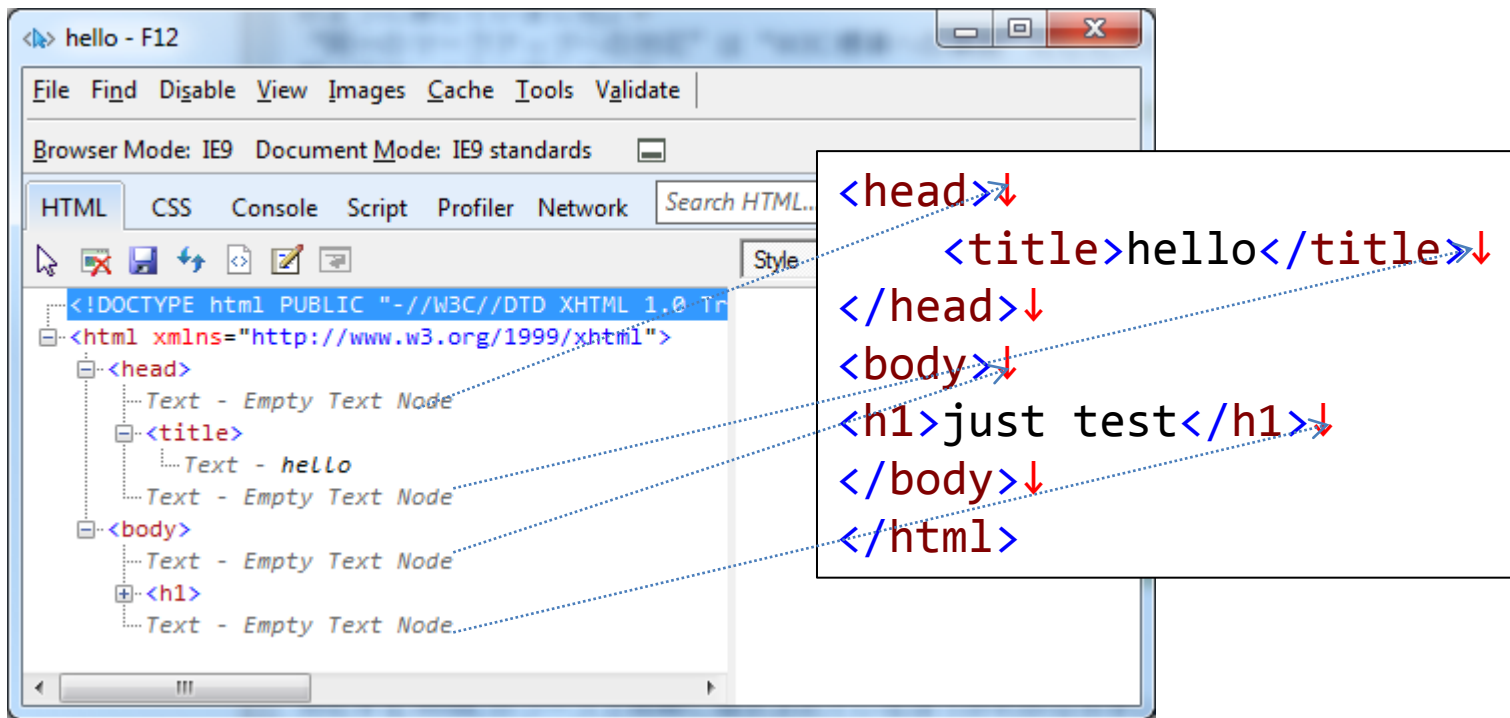 hello - F12
File Find Disable View Images Cache Tools Validate
Browser Mode: IE9 Document Mode: IE9 standards
HTML CSS Console Script Profiler Network Search HTML...
Style
<!DOCTYPE html PUBLIC "-//W3C//DTD XHTML 1.0 Tr
<html xmlns="http://www.w3.org/1999/xhtml">
<head>
Text - Empty Text Node
<title>
Text - hello
Text - Empty Text Node
<body>
Text - Empty Text Node
<h1>
Text - Empty Text Node
<head>↓
<title>hello</title>↓
</head>↓
<body>↓
<h1>just test</h1>↓
</body>↓
</html>